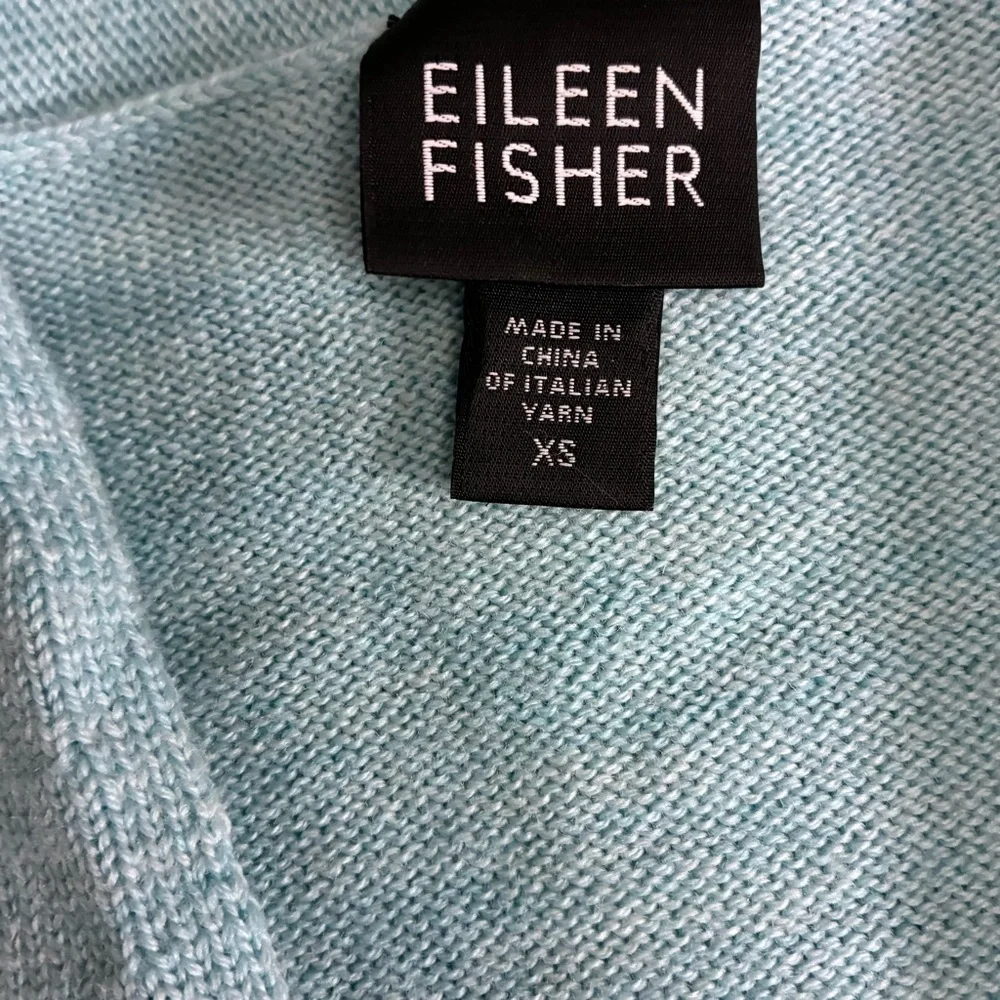 EILEEN
FISHER
MADE IN
CHINA
OF ITALIAN
YARN
XS